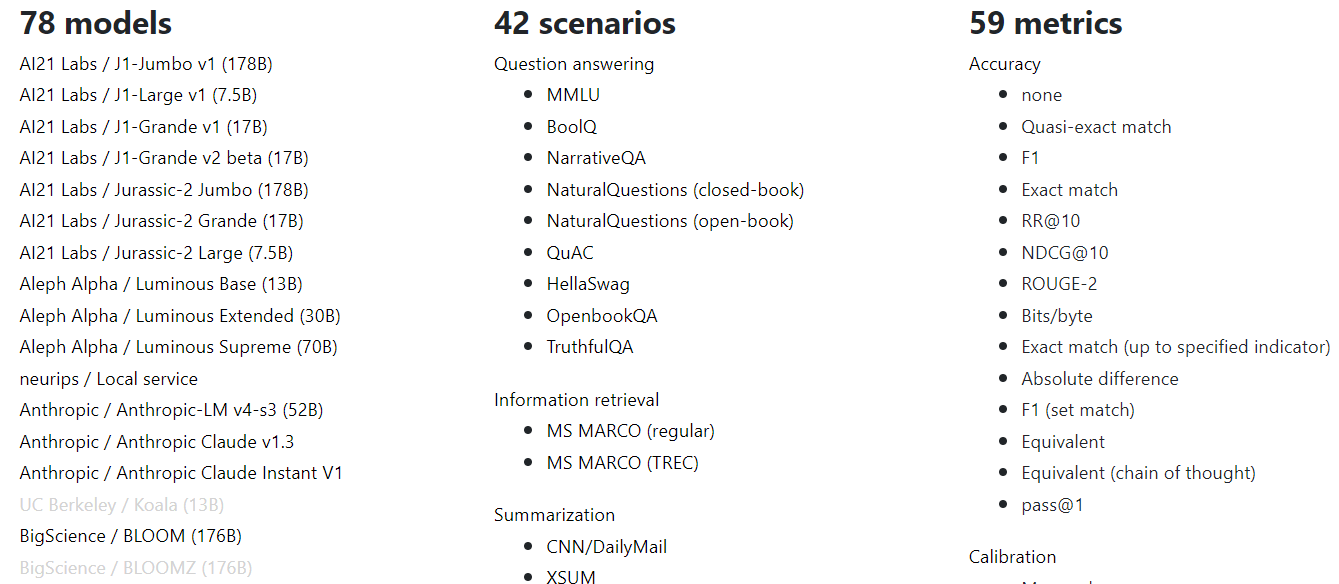 78 models
AI21 Labs / J1-Jumbo v1 (178B)
AI21 Labs / J1-Large v1 (7.5B)
AI21 Labs / J1-Grande v1 (17B)
AI21 Labs / J1-Grande v2 beta (17B)
AI21 Labs / Jurassic-2 Jumbo (178B)
AI21 Labs / Jurassic-2 Grande (17B)
AI21 Labs / Jurassic-2 Large (7.5B)
Aleph Alpha / Luminous Base (13B)
Aleph Alpha / Luminous Extended (30B)
Aleph Alpha / Luminous Supreme (70B)
neurips / Local service
Anthropic / Anthropic-LM v4-s3 (52B)
Anthropic / Anthropic Claude v1.3
Anthropic / Anthropic Claude Instant V1
UC Berkeley / Koala (13B)
BigScience / BLOOM (176B)
BigScience / BLOOMZ (176B)
42 scenarios
Question answering
MMLU
BoolQ
NarrativeQA
NaturalQuestions (closed-book)
NaturalQuestions (open-book)
QuAC
HellaSwag
OpenbookQA
TruthfulQA
Information retrieval
MS MARCO (regular)
MS MARCO (TREC)
Summarization
CNN/DailyMail
XSUM
59 metrics
Accuracy
none
Quasi-exact match
F1
Exact match
RR@10
NDCG@10
ROUGE-2
Bits/byte
Exact match (up to specified indicator)
Absolute difference
F1 (set match)
Equivalent
Equivalent (chain of thought)
pass@1
Calibration